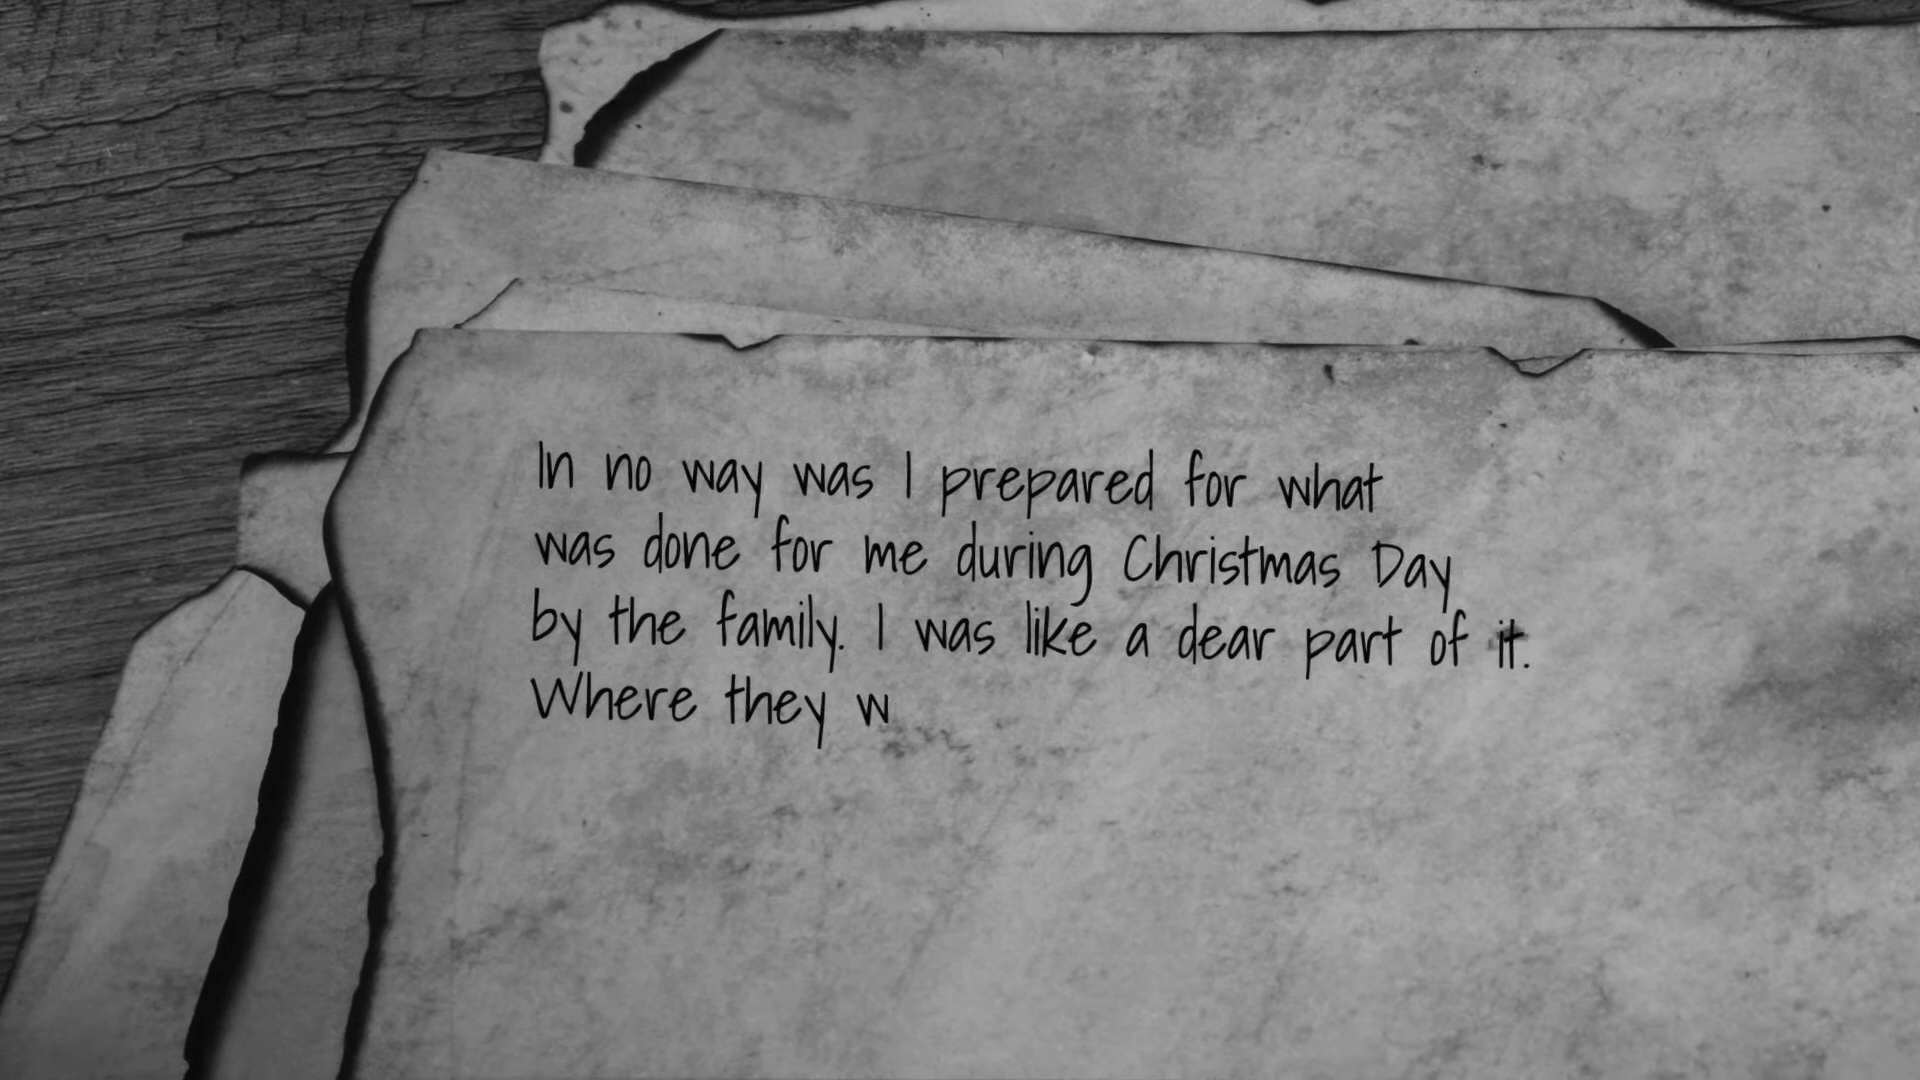 In no way was I prepared for what
was done for me during Christmas Day
by the family. I was like a dear part of it.
Where they w